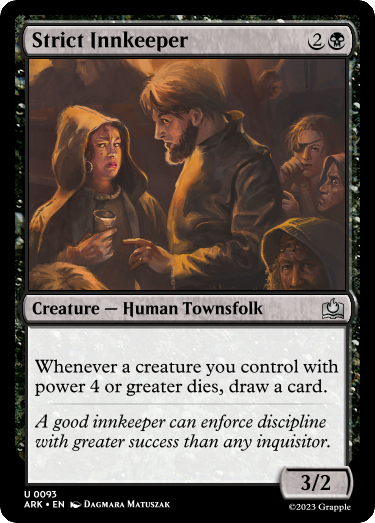 Strict Innkeeper 2
Creature — Human Townsfolk
Whenever a creature you control with
power 4 or greater dies, draw a card.
A good innkeeper can enforce discipline
with greater success than any inquisitor.
3/2
U 0093
ARK • EN Dagmara Matuszak
©2023 Grapple